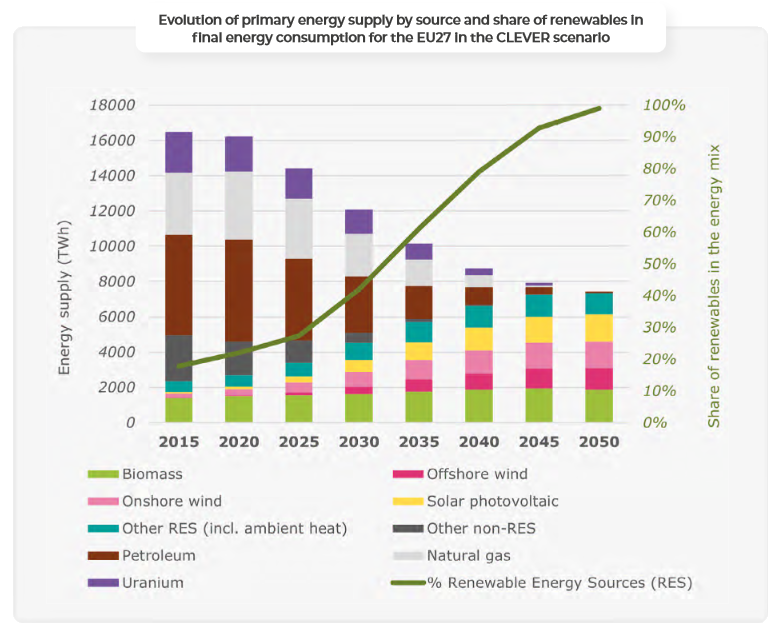 Evolution of primary energy supply by source and share of renewables in
final energy consumption for the EU27 in the CLEVER scenario
Energy supply (TWh)
18000
16000
14000
12000
10000
8000
6000
4000
2000
0
100%
90%
80%
70%
60%
50%
40%
30%
20%
10%
0%
Share of renewables in the energy mix
2015 2020 2025 2030 2035 2040 2045 2050
Biomass
Offshore wind
Onshore wind
Solar photovoltaic
Other RES (incl. ambient heat)
Other non-RES
Petroleum
Natural gas
Uranium
% Renewable Energy Sources (RES)